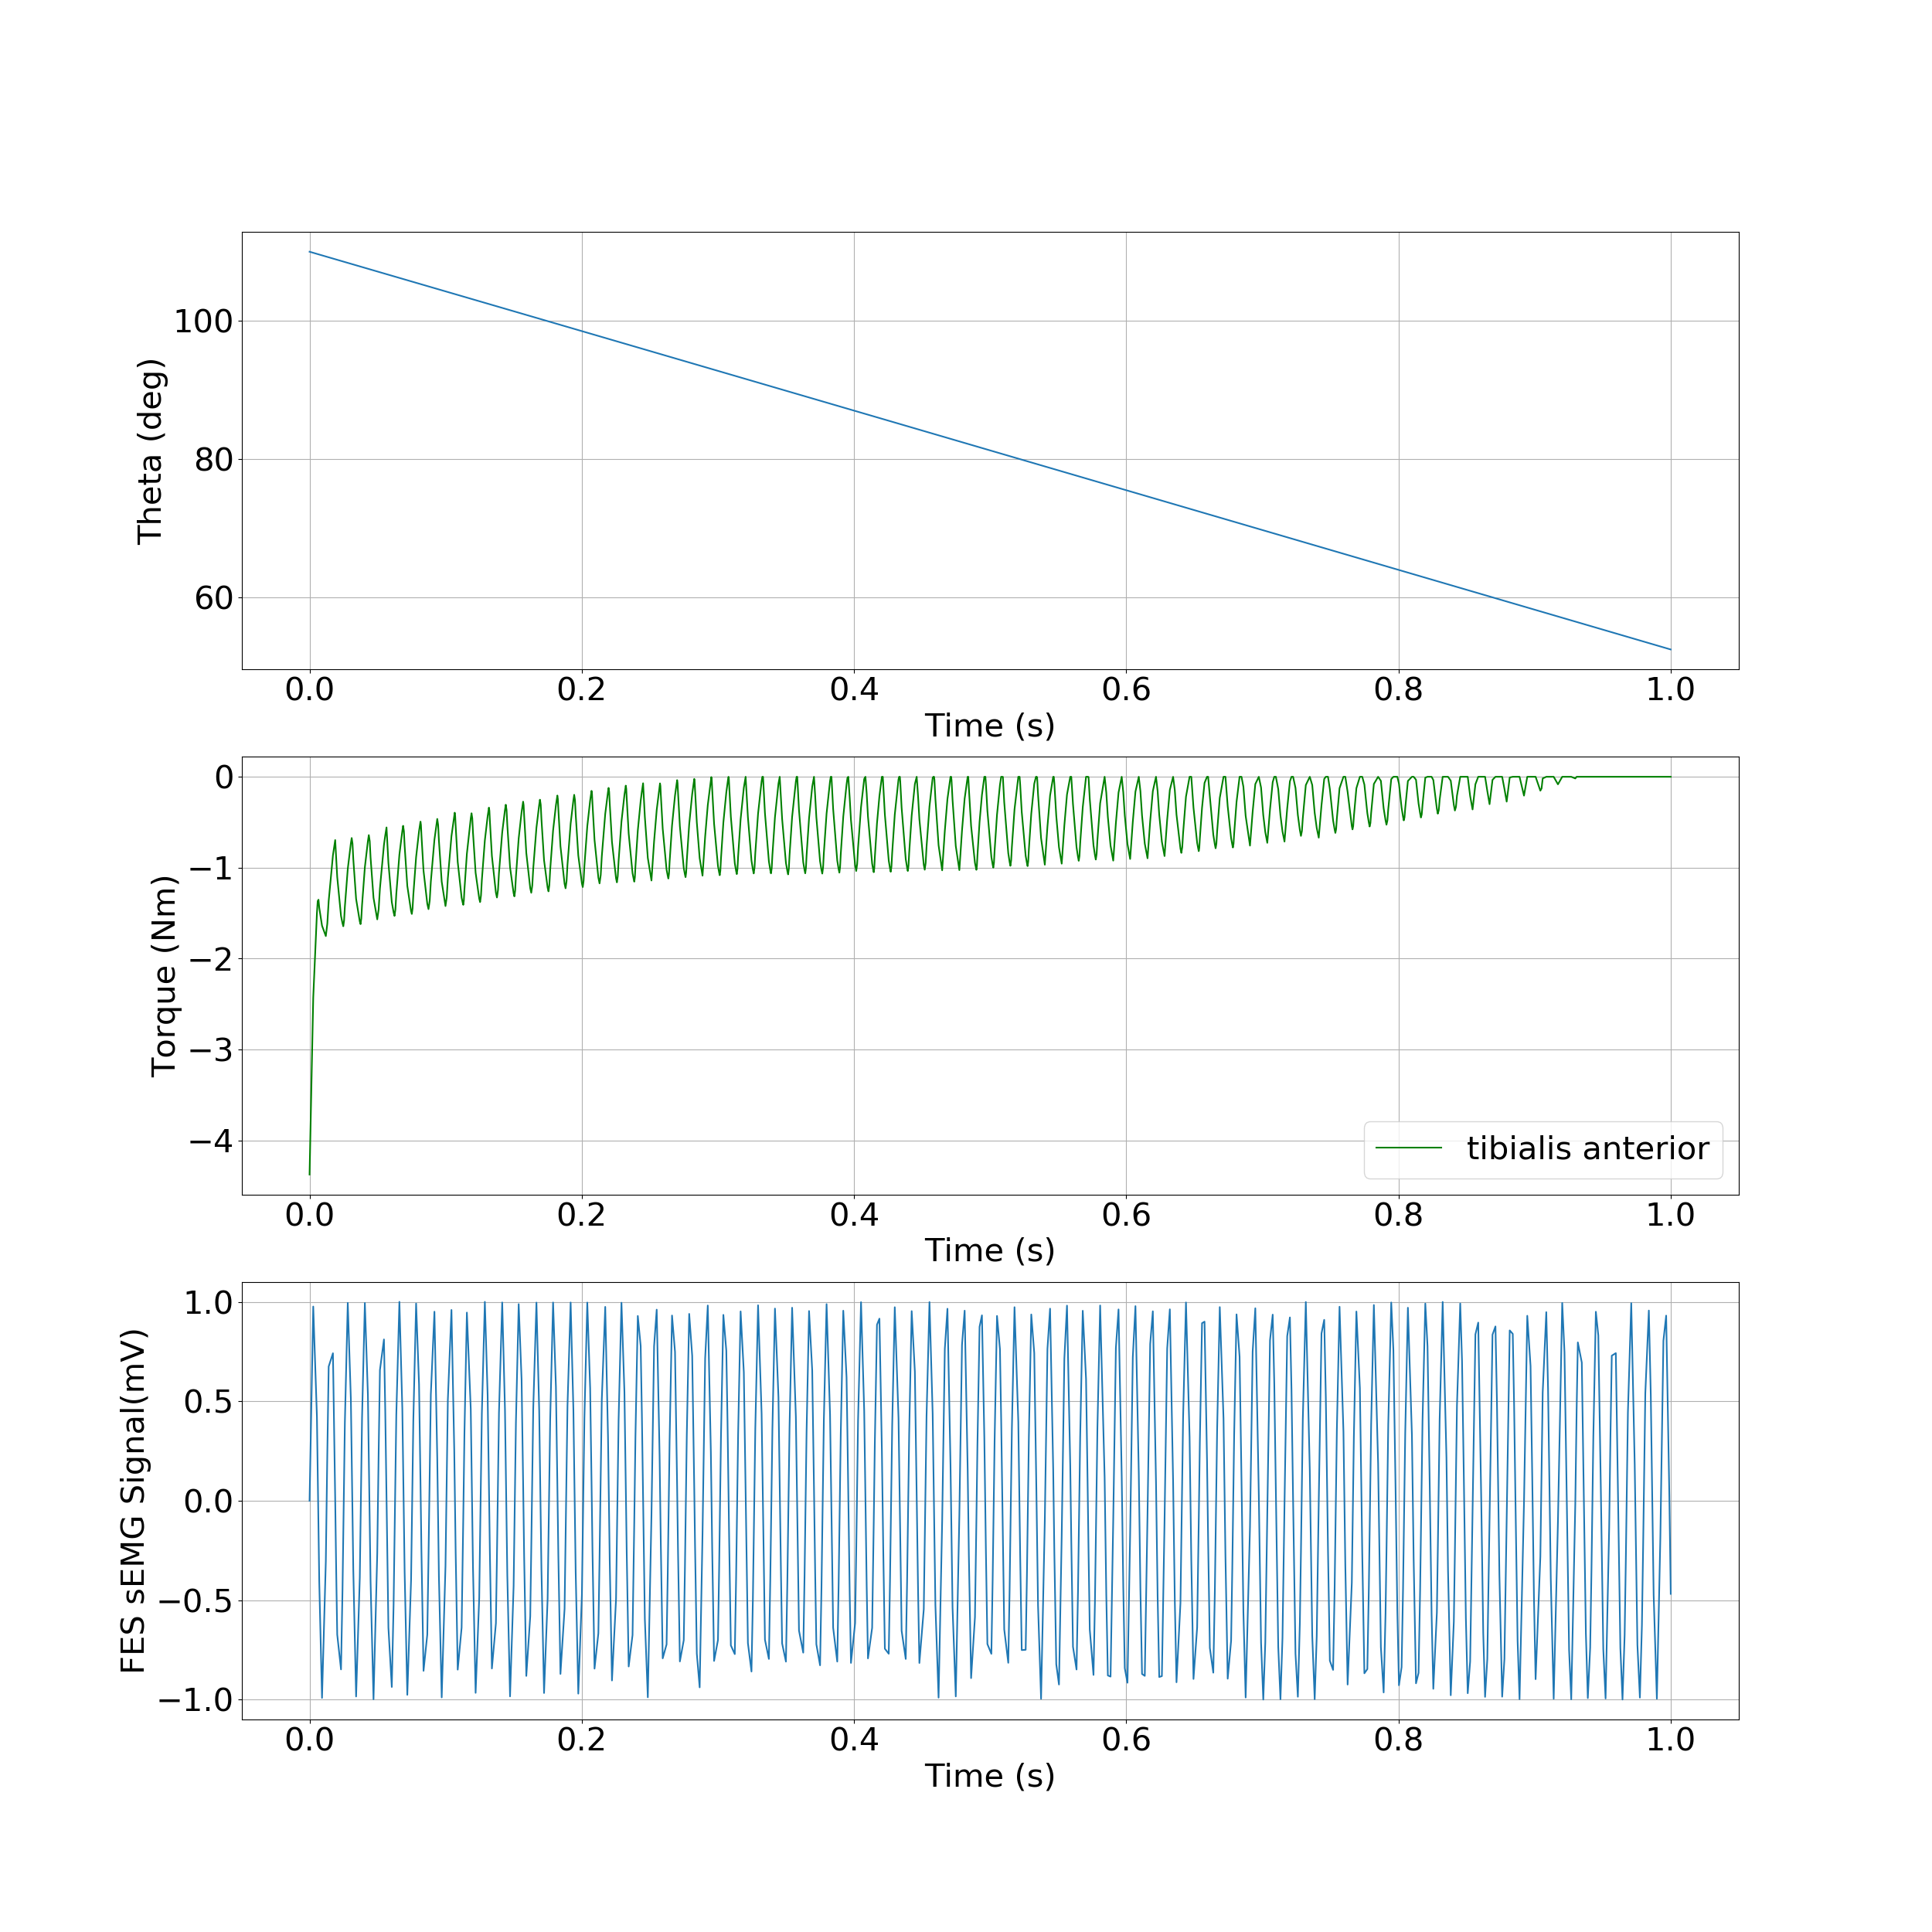 100
80
60
Theta (deg)
0.0 0.2 0.4 0.6 0.8 1.0
Time (s)
0
−1
−2
−3
−4
Torque (Nm)
tibialis anterior
0.0 0.2 0.4 0.6 0.8 1.0
Time (s)
1.0
0.5
0.0
−0.5
−1.0
FES sEMG Signal(mV)
0.0 0.2 0.4 0.6 0.8 1.0
Time (s)